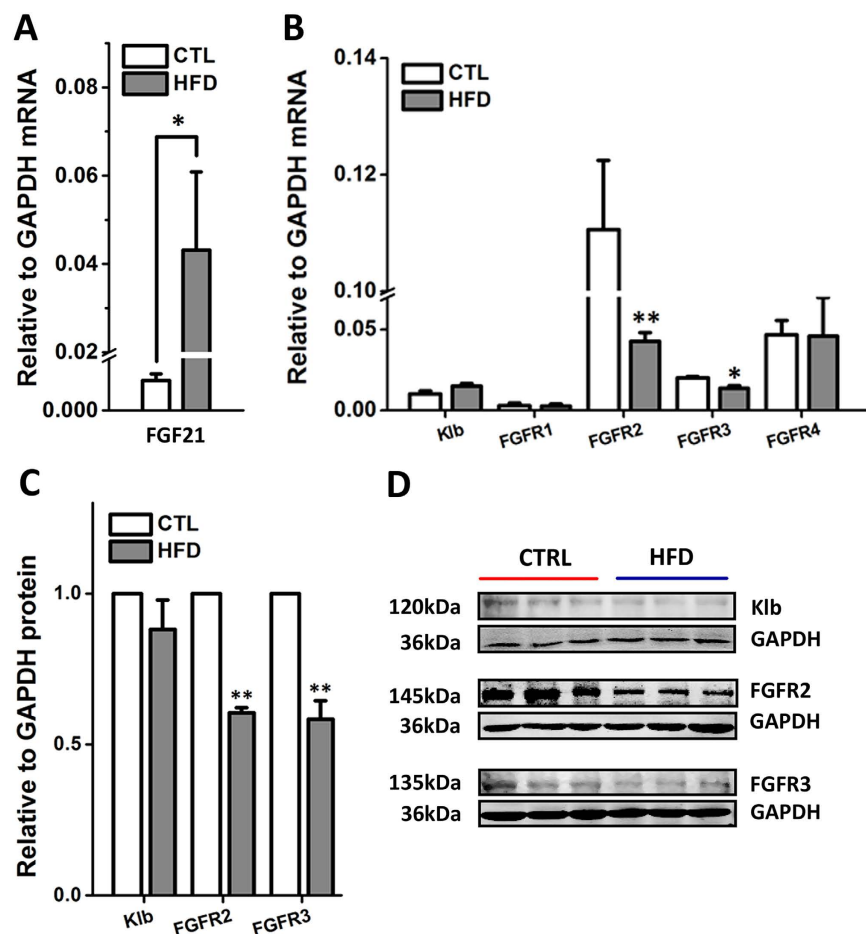 A
CTL
HFD
*
Relative to GAPDH mRNA
0.08
0.06
0.04
0.02
0.000
FGF21
B
CTL
HFD
Relative to GAPDH mRNA
0.14
0.12
0.10
0.05
0.00
**
*
Klb
FGFR1
FGFR2
FGFR3
FGFR4
C
CTL
HFD
Relative to GAPDH protein
1.0
0.5
0.0
**
**
Klb
FGFR2
FGFR3
D
CTRL HFD
120kDa Klb
36kDa GAPDH
145kDa FGFR2
36kDa GAPDH
135kDa FGFR3
36kDa GAPDH